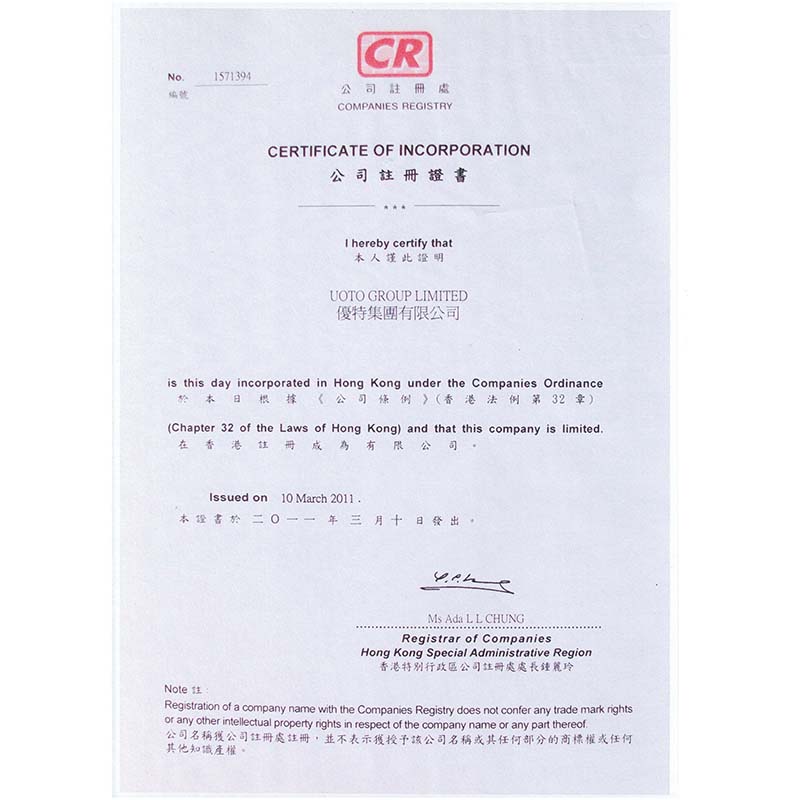 CR
No. 1571394
編號
公司註冊處
COMPANIES REGISTRY
CERTIFICATE OF INCORPORATION
公司註冊證書
***
I hereby certify that
本人謹此證明
UOTO GROUP LIMITED
優特集團有限公司
is this day incorporated in Hong Kong under the Companies Ordinance
於本日根據《公司條例》(香港法例第32章)
(Chapter 32 of the Laws of Hong Kong) and that this company is limited.
在香港註冊成為有限公司。
Issued on 10 March 2011.
本證書於二〇一一年三月十日發出。
Ms Ada L L CHUNG
Registrar of Companies
Hong Kong Special Administrative Region
香港特別行政區公司註冊處處長鍾麗玲
Note 註:
Registration of a company name with the Companies Registry does not confer any trade mark rights
or any other intellectual property rights in respect of the company name or any part thereof.
公司名稱獲公司註冊處註冊，並不表示獲授予該公司名稱或其任何部分的商標權或任何
其他知識產權。